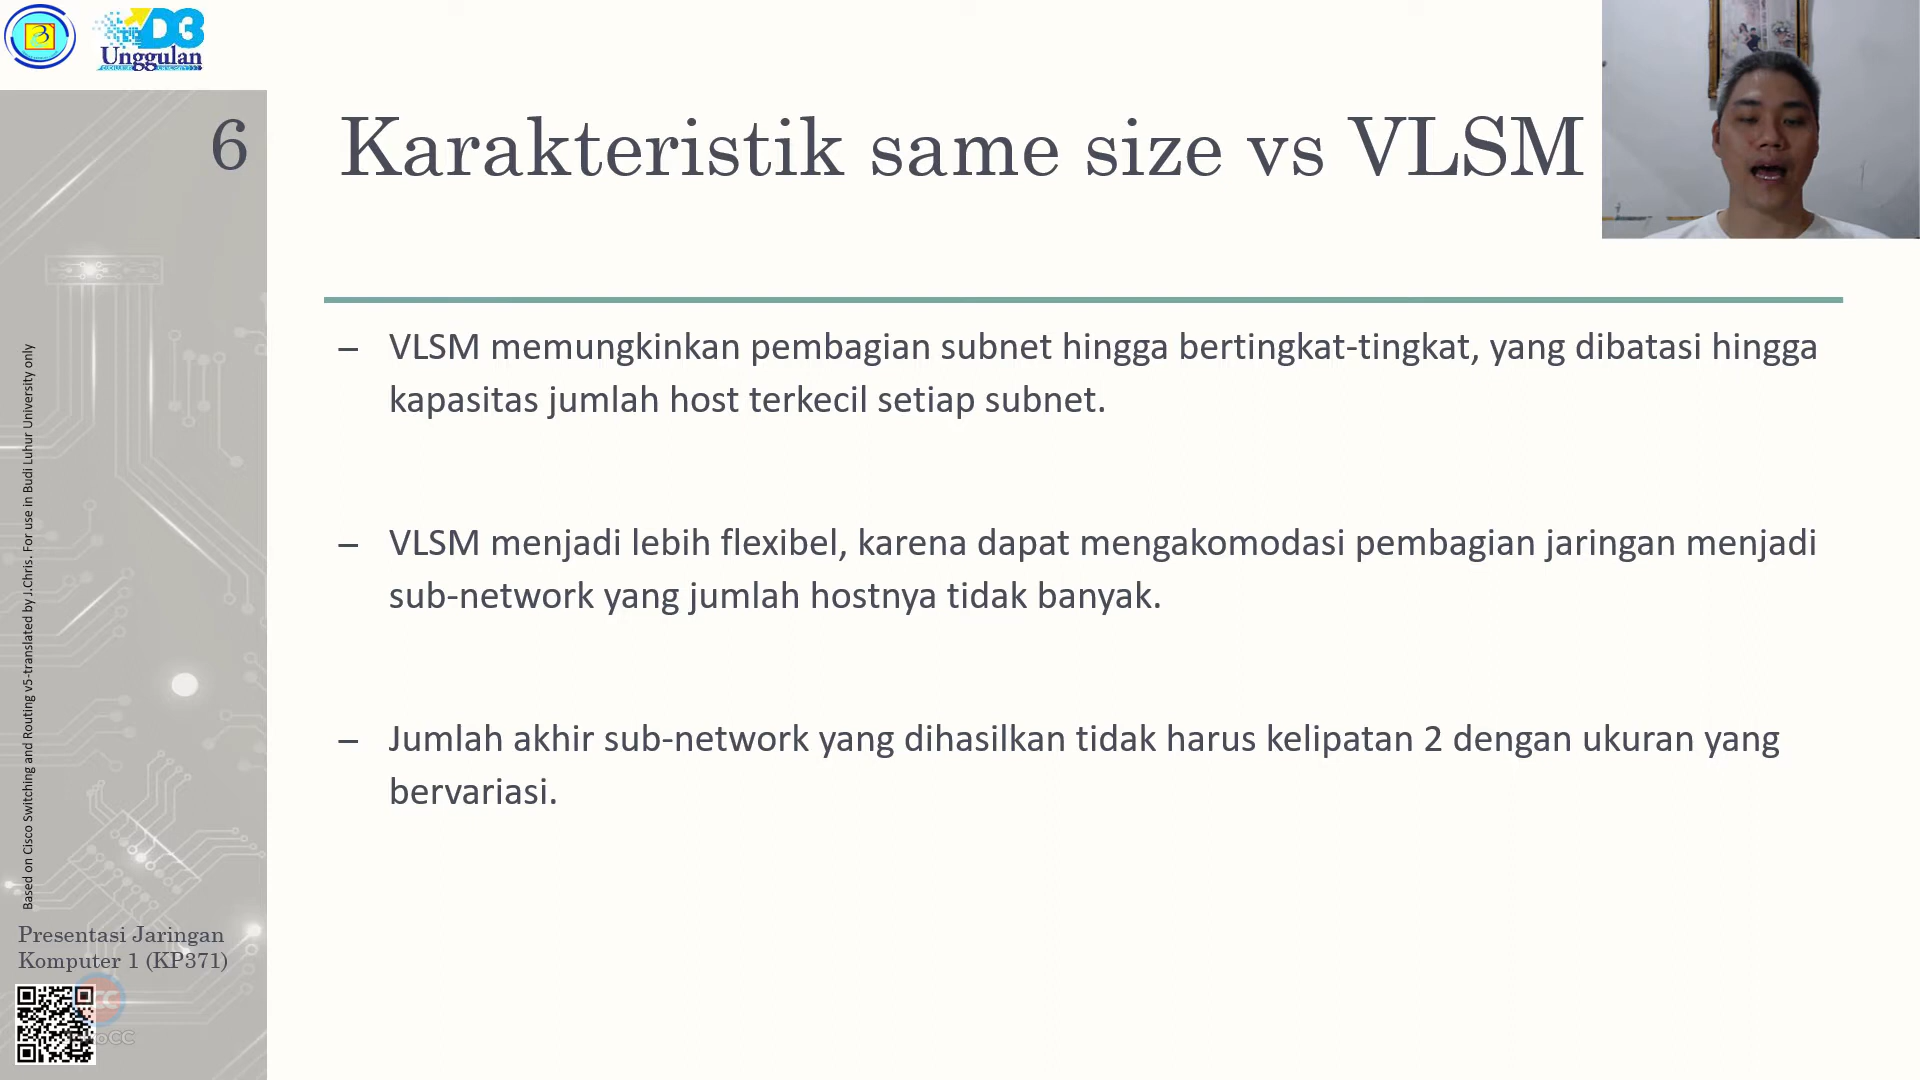 D3
Unggulan
6
Karakteristik same size vs VLSM
– VLSM memungkinkan pembagian subnet hingga bertingkat-tingkat, yang dibatasi hingga
kapasitas jumlah host terkecil setiap subnet.
– VLSM menjadi lebih flexibel, karena dapat mengakomodasi pembagian jaringan menjadi
sub-network yang jumlah hostnya tidak banyak.
– Jumlah akhir sub-network yang dihasilkan tidak harus kelipatan 2 dengan ukuran yang
bervariasi.
Based on Cisco Switching and Routing v5-translated by J.Chris. For use in Budi Luhur University only
Presentasi Jaringan
Komputer 1 (KP371)